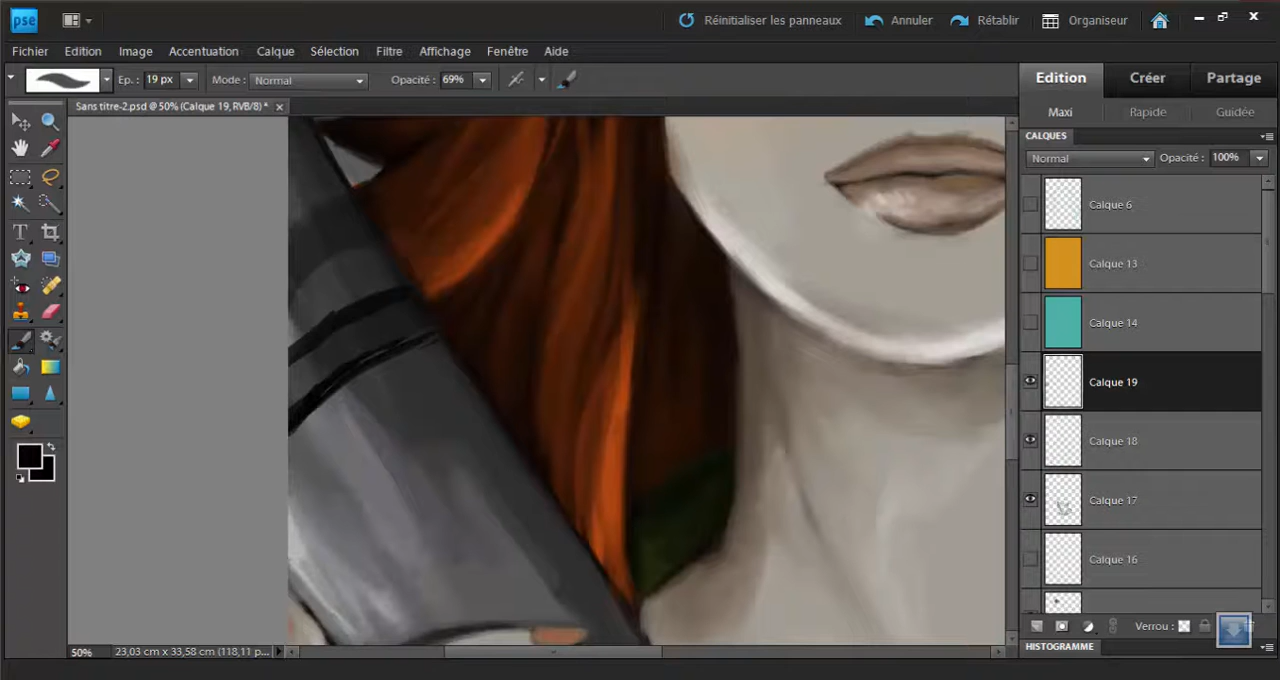 pse Réinitialiser les panneaux Annuler Rétablir Organiseur
Fichier Edition Image Accentuation Calque Sélection Filtre Affichage Fenêtre Aide
Ep. : 19 px Mode : Normal Opacité : 69%
Edition Créer Partage
Sans titre-2.psd @ 50% (Calque 19, RVB/8) * ×
Maxi Rapide Guidée
CALQUES
Normal Opacité : 100%
Calque 6
Calque 13
Calque 14
Calque 19
Calque 18
Calque 17
Calque 16
Verrou :
HISTOGRAMME
50% 23,03 cm x 33,58 cm (118,11 p...